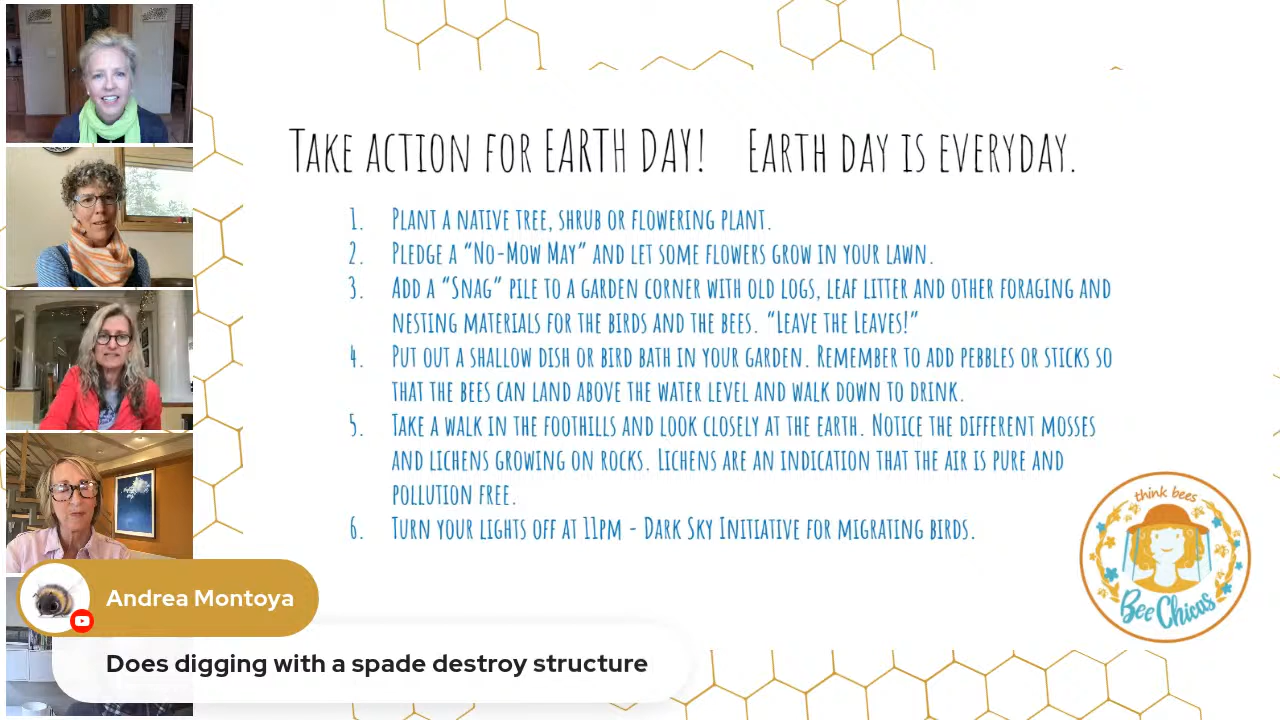 Take action for EARTH DAY! Earth day is everyday.
1. Plant a native tree, shrub or flowering plant.
2. Pledge a “No-Mow May” and let some flowers grow in your lawn.
3. Add a “Snag” pile to a garden corner with old logs, leaf litter and other foraging and
nesting materials for the birds and the bees. “Leave the Leaves!”
4. Put out a shallow dish or bird bath in your garden. Remember to add pebbles or sticks so
that the bees can land above the water level and walk down to drink.
5. Take a walk in the foothills and look closely at the earth. Notice the different mosses
and lichens growing on rocks. Lichens are an indication that the air is pure and
pollution free.
6. Turn your lights off at 11pm - Dark Sky Initiative for migrating birds.
think bees
Bee Chicas
Andrea Montoya
Does digging with a spade destroy structure